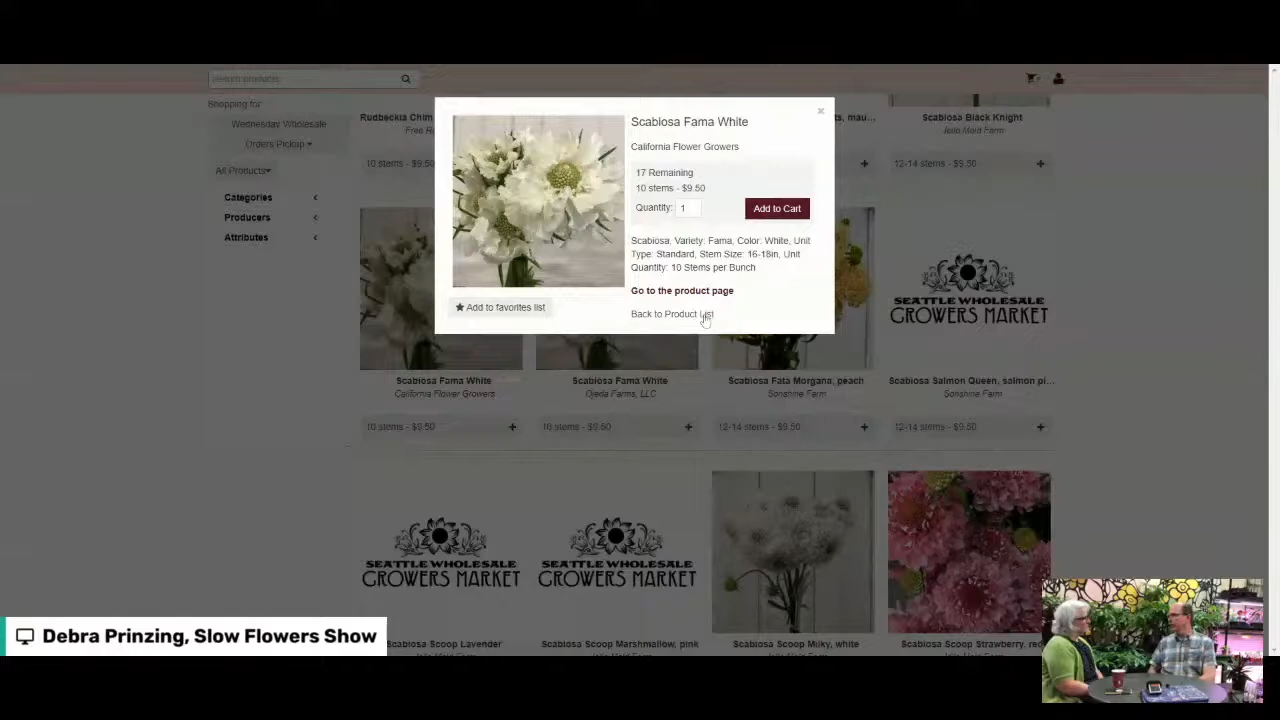 Search products
Shopping for
Wednesday Wholesale
Orders Pickup
All Products
Categories
Producers
Attributes
Rudbeckia Chim
10 stems - $9.50
Scabiosa Black Knight
Jello Mold Farm
12-14 stems - $9.50
Scabiosa Fama White
California Flower Growers
17 Remaining
10 stems - $9.50
Quantity: 1
Add to Cart
Scabiosa, Variety: Fama, Color: White, Unit
Type: Standard, Stem Size: 16-18in, Unit
Quantity: 10 Stems per Bunch
Go to the product page
Back to Product List
Add to favorites list
SEATTLE WHOLESALE
GROWERS MARKET
Scabiosa Fama White
California Flower Growers
10 stems - $9.50
Scabiosa Fama White
Ojeda Farms, LLC
10 stems - $9.50
Scabiosa Fata Morgana, peach
Sonshine Farm
12-14 stems - $9.50
Scabiosa Salmon Queen, salmon pi...
Sonshine Farm
12-14 stems - $9.50
SEATTLE WHOLESALE
GROWERS MARKET
SEATTLE WHOLESALE
GROWERS MARKET
Scabiosa Scoop Lavender
Scabiosa Scoop Marshmallow, pink
Scabiosa Scoop Milky, white
Scabiosa Scoop Strawberry, re
Debra Prinzing, Slow Flowers Show